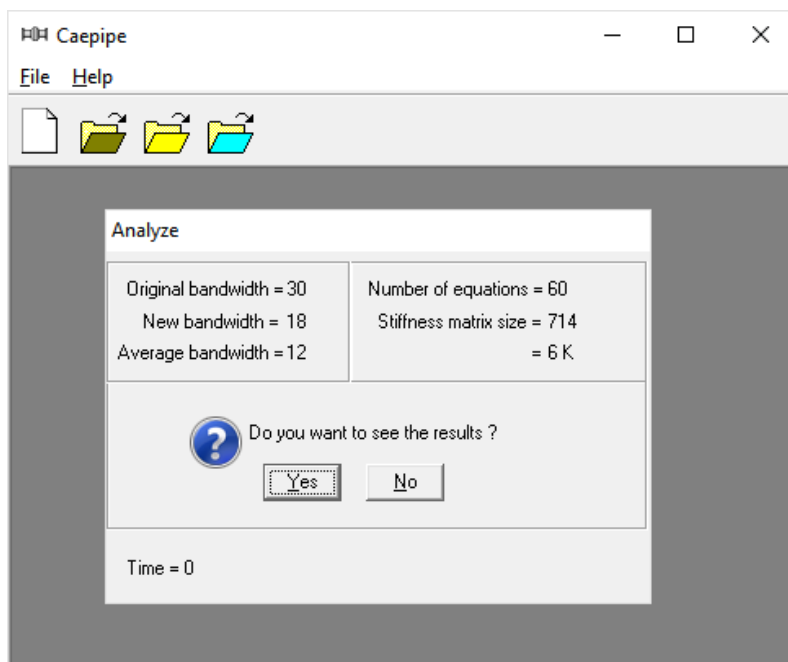 Caepipe
File Help
Analyze
Original bandwidth = 30
New bandwidth = 18
Average bandwidth = 12
Number of equations = 60
Stiffness matrix size = 714
= 6 K
?
Do you want to see the results ?
Yes No
Time = 0